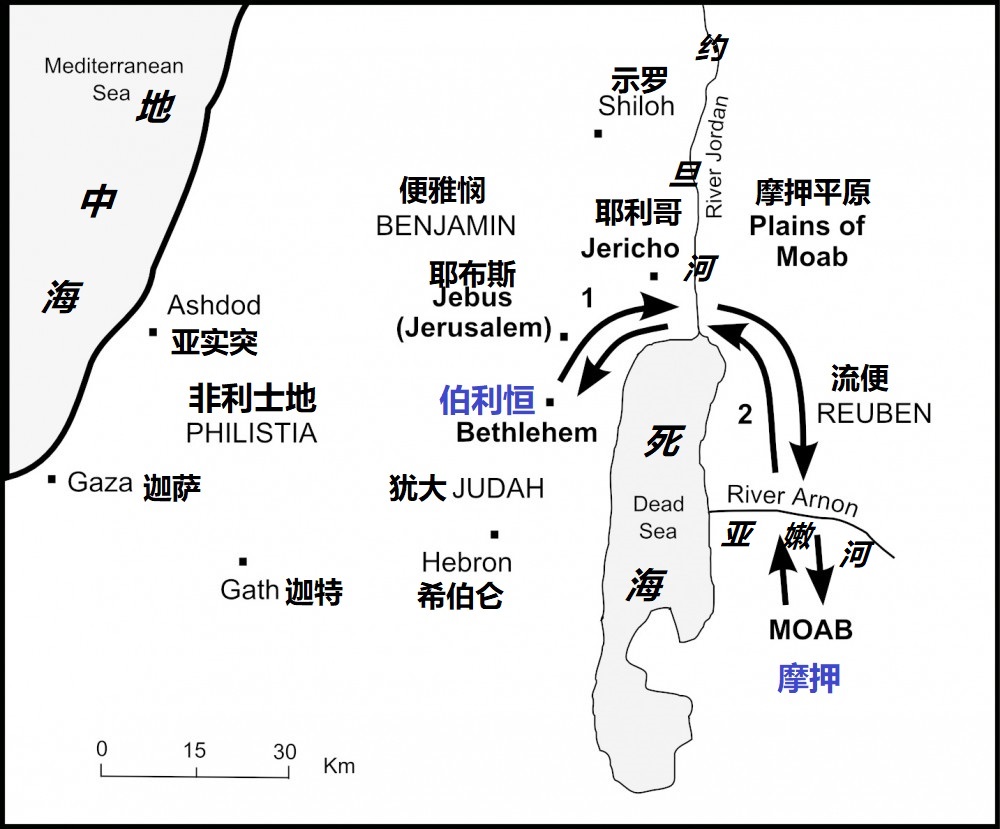 Mediterranean
Sea
地
中
海
示罗
Shiloh
约
旦
河
River Jordan
便雅悯
BENJAMIN
耶利哥
Jericho
摩押平原
Plains of
Moab
耶布斯
Jebus
(Jerusalem)
1
Ashdod
亚实突
非利士地
PHILISTIA
伯利恒
Bethlehem
流便
REUBEN
2
Gaza 迦萨
犹大 JUDAH
死
Dead
Sea
海
River Arnon
亚 嫩 河
Hebron
希伯仑
Gath 迦特
MOAB
摩押
0 15 30
Km